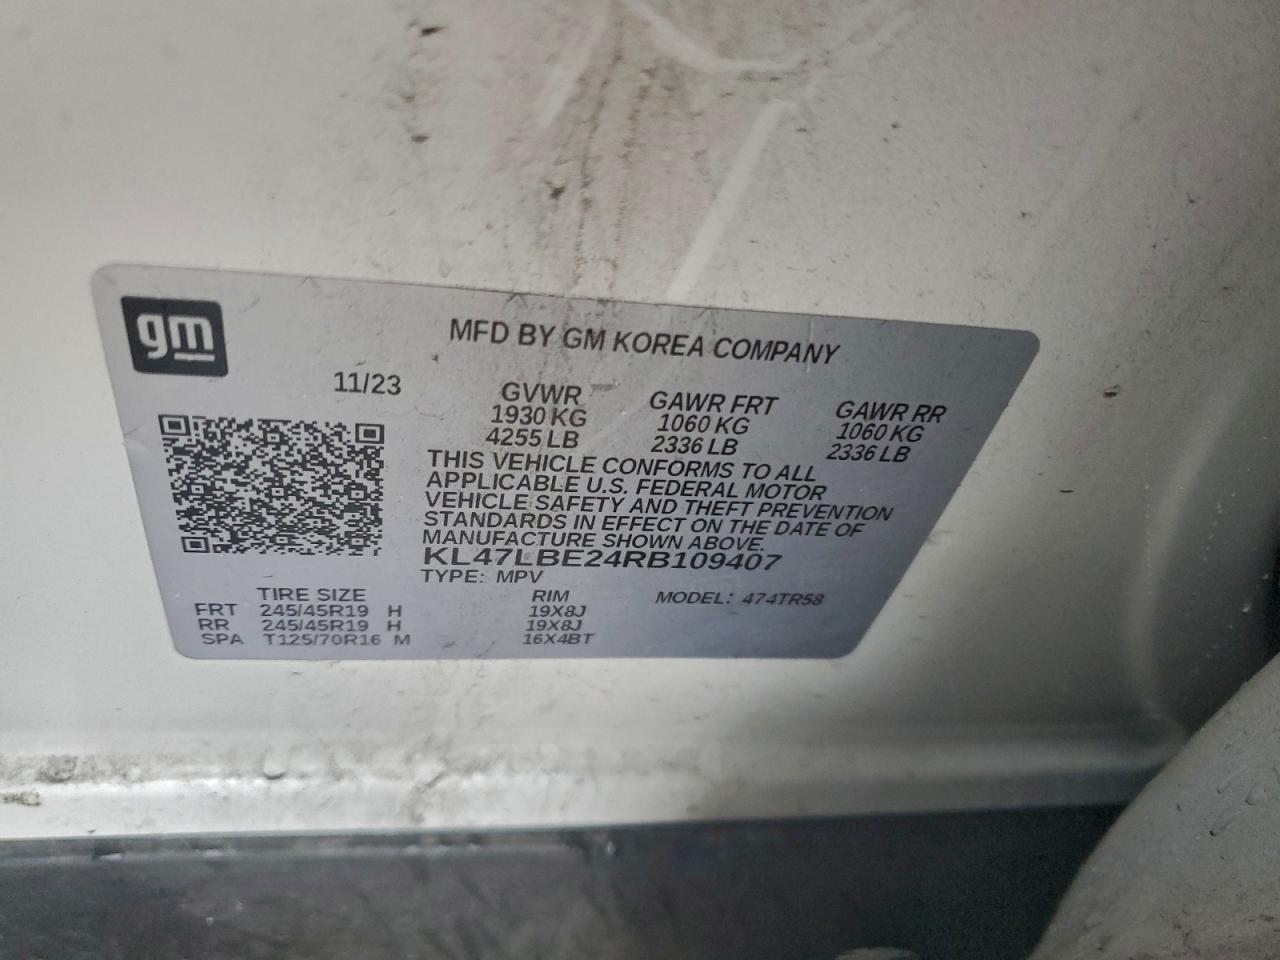 gm
MFD BY GM KOREA COMPANY
11/23
GVWR GAWR FRT GAWR RR
1930 KG 1060 KG 1060 KG
4255 LB 2336 LB 2336 LB
THIS VEHICLE CONFORMS TO ALL
APPLICABLE U.S. FEDERAL MOTOR
VEHICLE SAFETY AND THEFT PREVENTION
STANDARDS IN EFFECT ON THE DATE OF
MANUFACTURE SHOWN ABOVE.
KL47LBE24RB109407
TYPE: MPV
TIRE SIZE RIM MODEL: 474TR58
FRT 245/45R19 H 19X8J
RR 245/45R19 H 19X8J
SPA T125/70R16 M 16X4BT